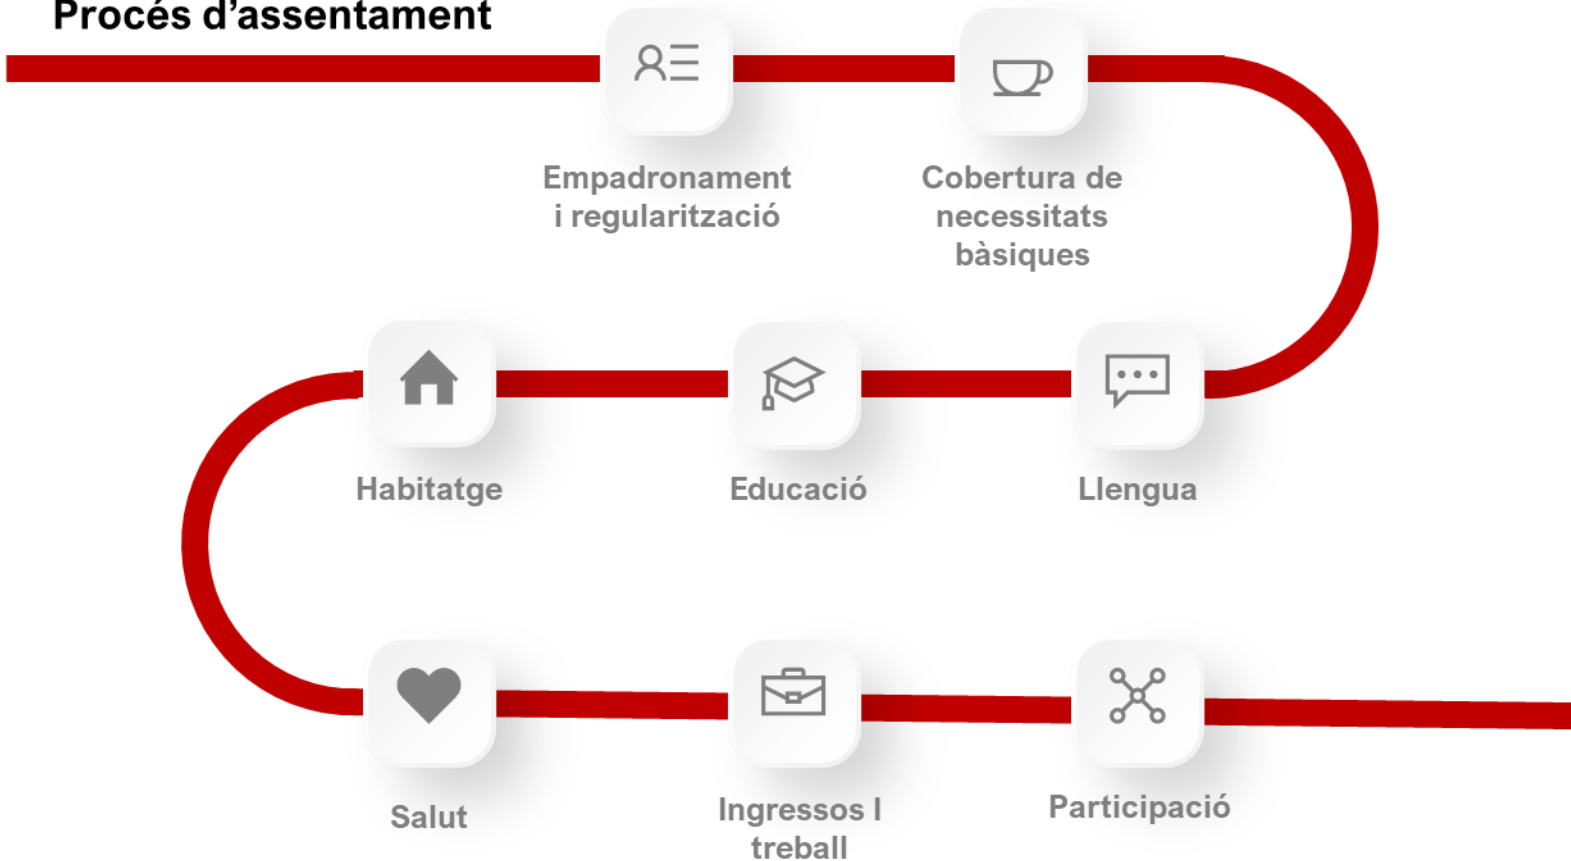 Procés d'assentament
Empadronament
i regularització
Cobertura de
necessitats
bàsiques
Habitatge
Educació
Llengua
Salut
Ingressos I
treball
Participació